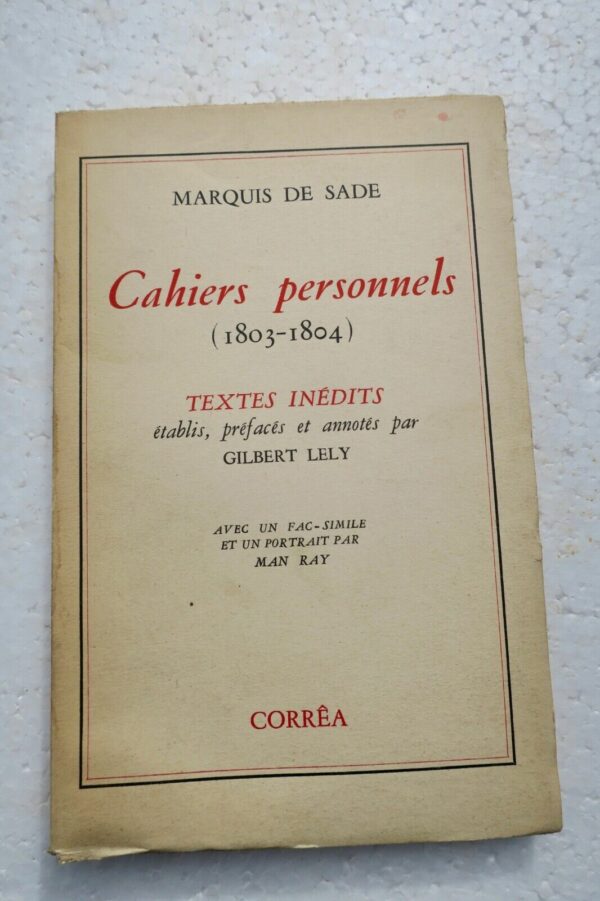 MARQUIS DE SADE
Cahiers personnels
(1803-1804)
TEXTES INÉDITS
établis, préfacés et annotés par
GILBERT LELY
AVEC UN FAC-SIMILE
ET UN PORTRAIT PAR
MAN RAY
CORRÊA